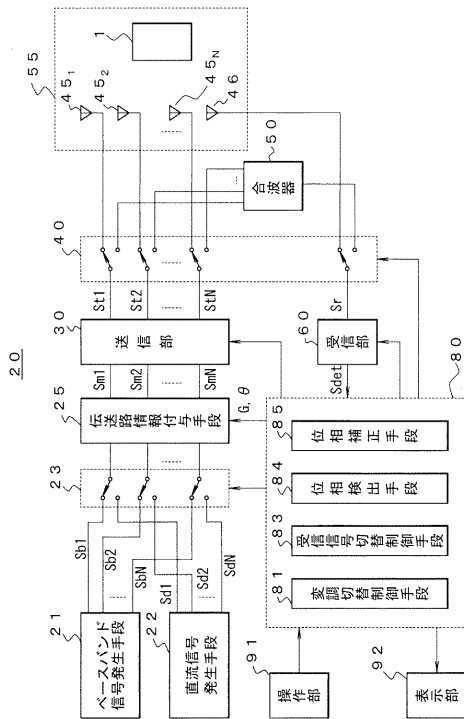 20
21
ベースバンド
信号発生手段
22
直流信号
発生手段
Sb1
Sb2
SbN
Sd1
Sd2
SdN
23
25
伝送路情報付与手段
G, θ
Sm1
Sm2
SmN
30
送信部
St1
St2
StN
40
50
合波器
55
45₁
45₂
45N
46
1
60
受信部
Sr
Sdet
80
81
変調切替制御手段
83
受信信号切替制御手段
84
位相検出手段
85
位相補正手段
91
操作部
92
表示部